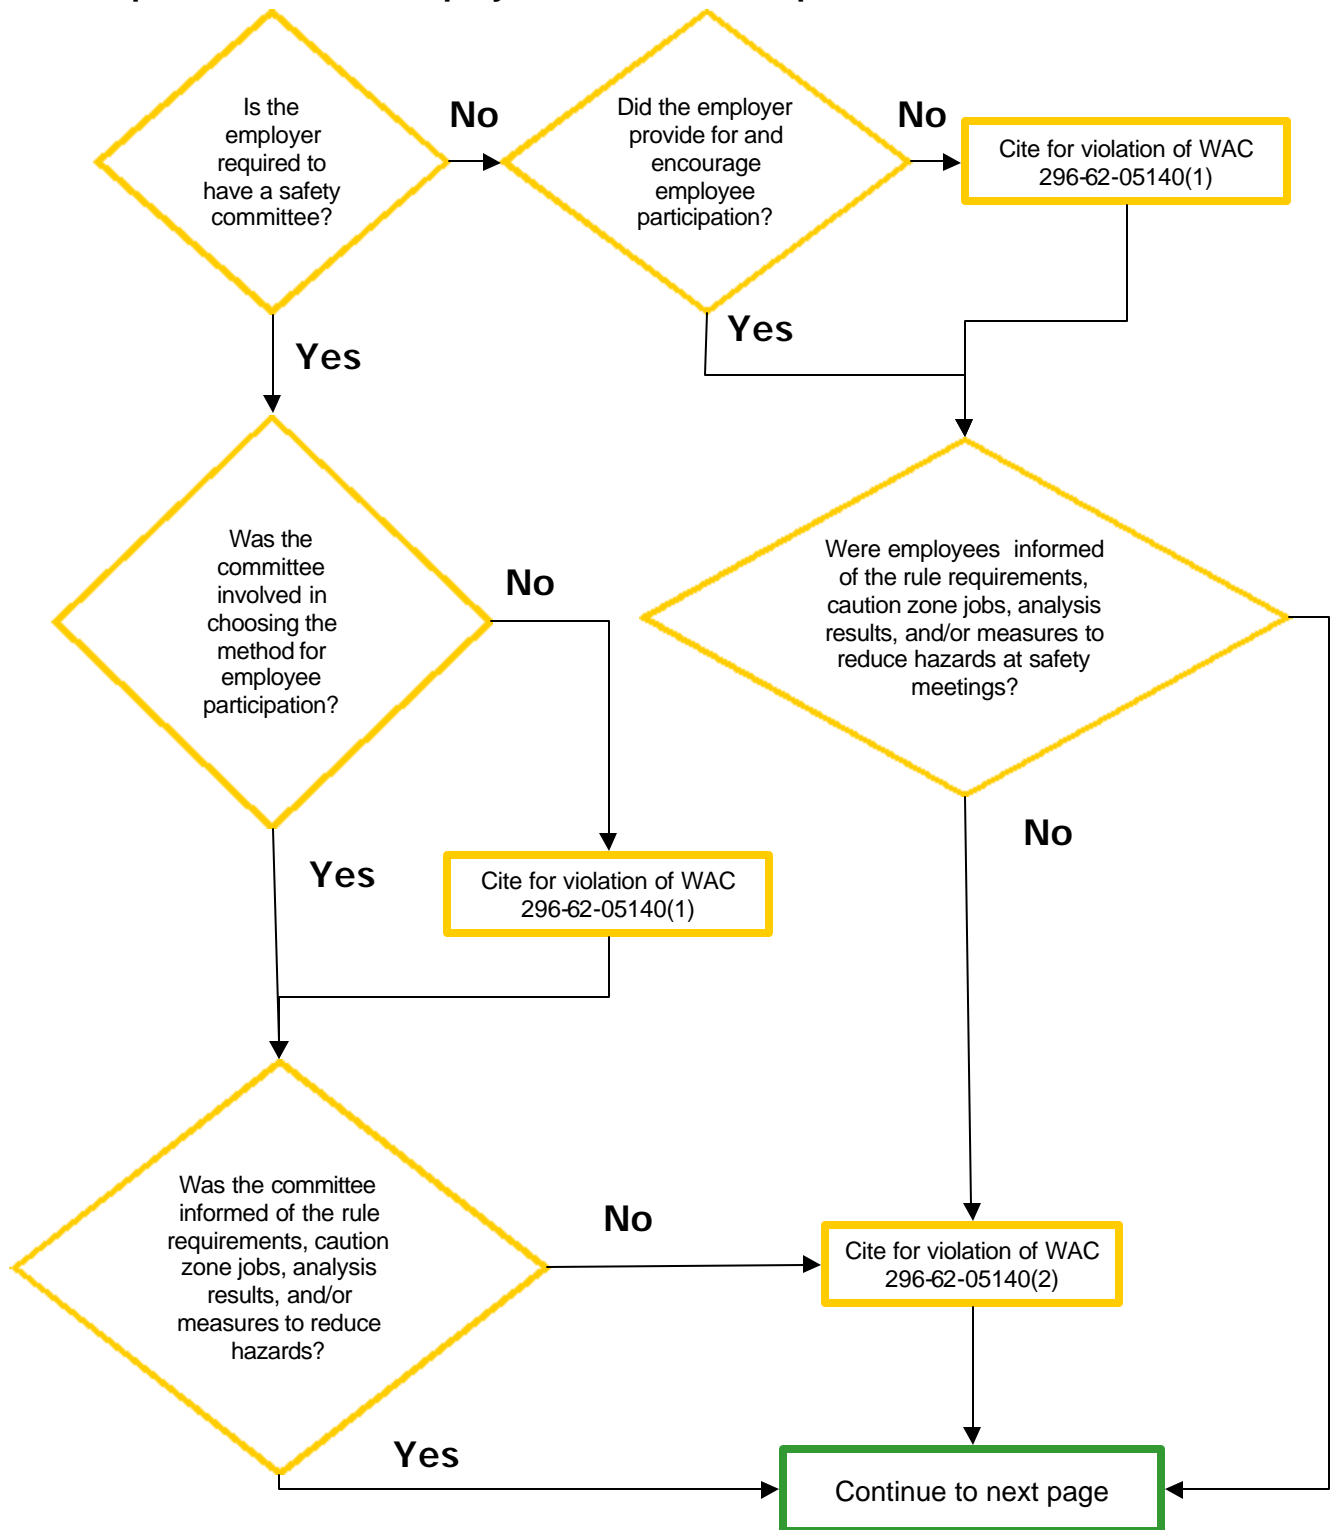 Is the
employer
required to
have a safety
committee?
No
Did the employer
provide for and
encourage
employee
participation?
No
Cite for violation of WAC
296-62-05140(1)
Yes
Yes
Was the
committee
involved in
choosing the
method for
employee
participation?
No
Were employees informed
of the rule requirements,
caution zone jobs, analysis
results, and/or measures to
reduce hazards at safety
meetings?
No
Yes
Cite for violation of WAC
296-62-05140(1)
Was the committee
informed of the rule
requirements, caution
zone jobs, analysis
results, and/or
measures to reduce
hazards?
No
Cite for violation of WAC
296-62-05140(2)
Yes
Continue to next page